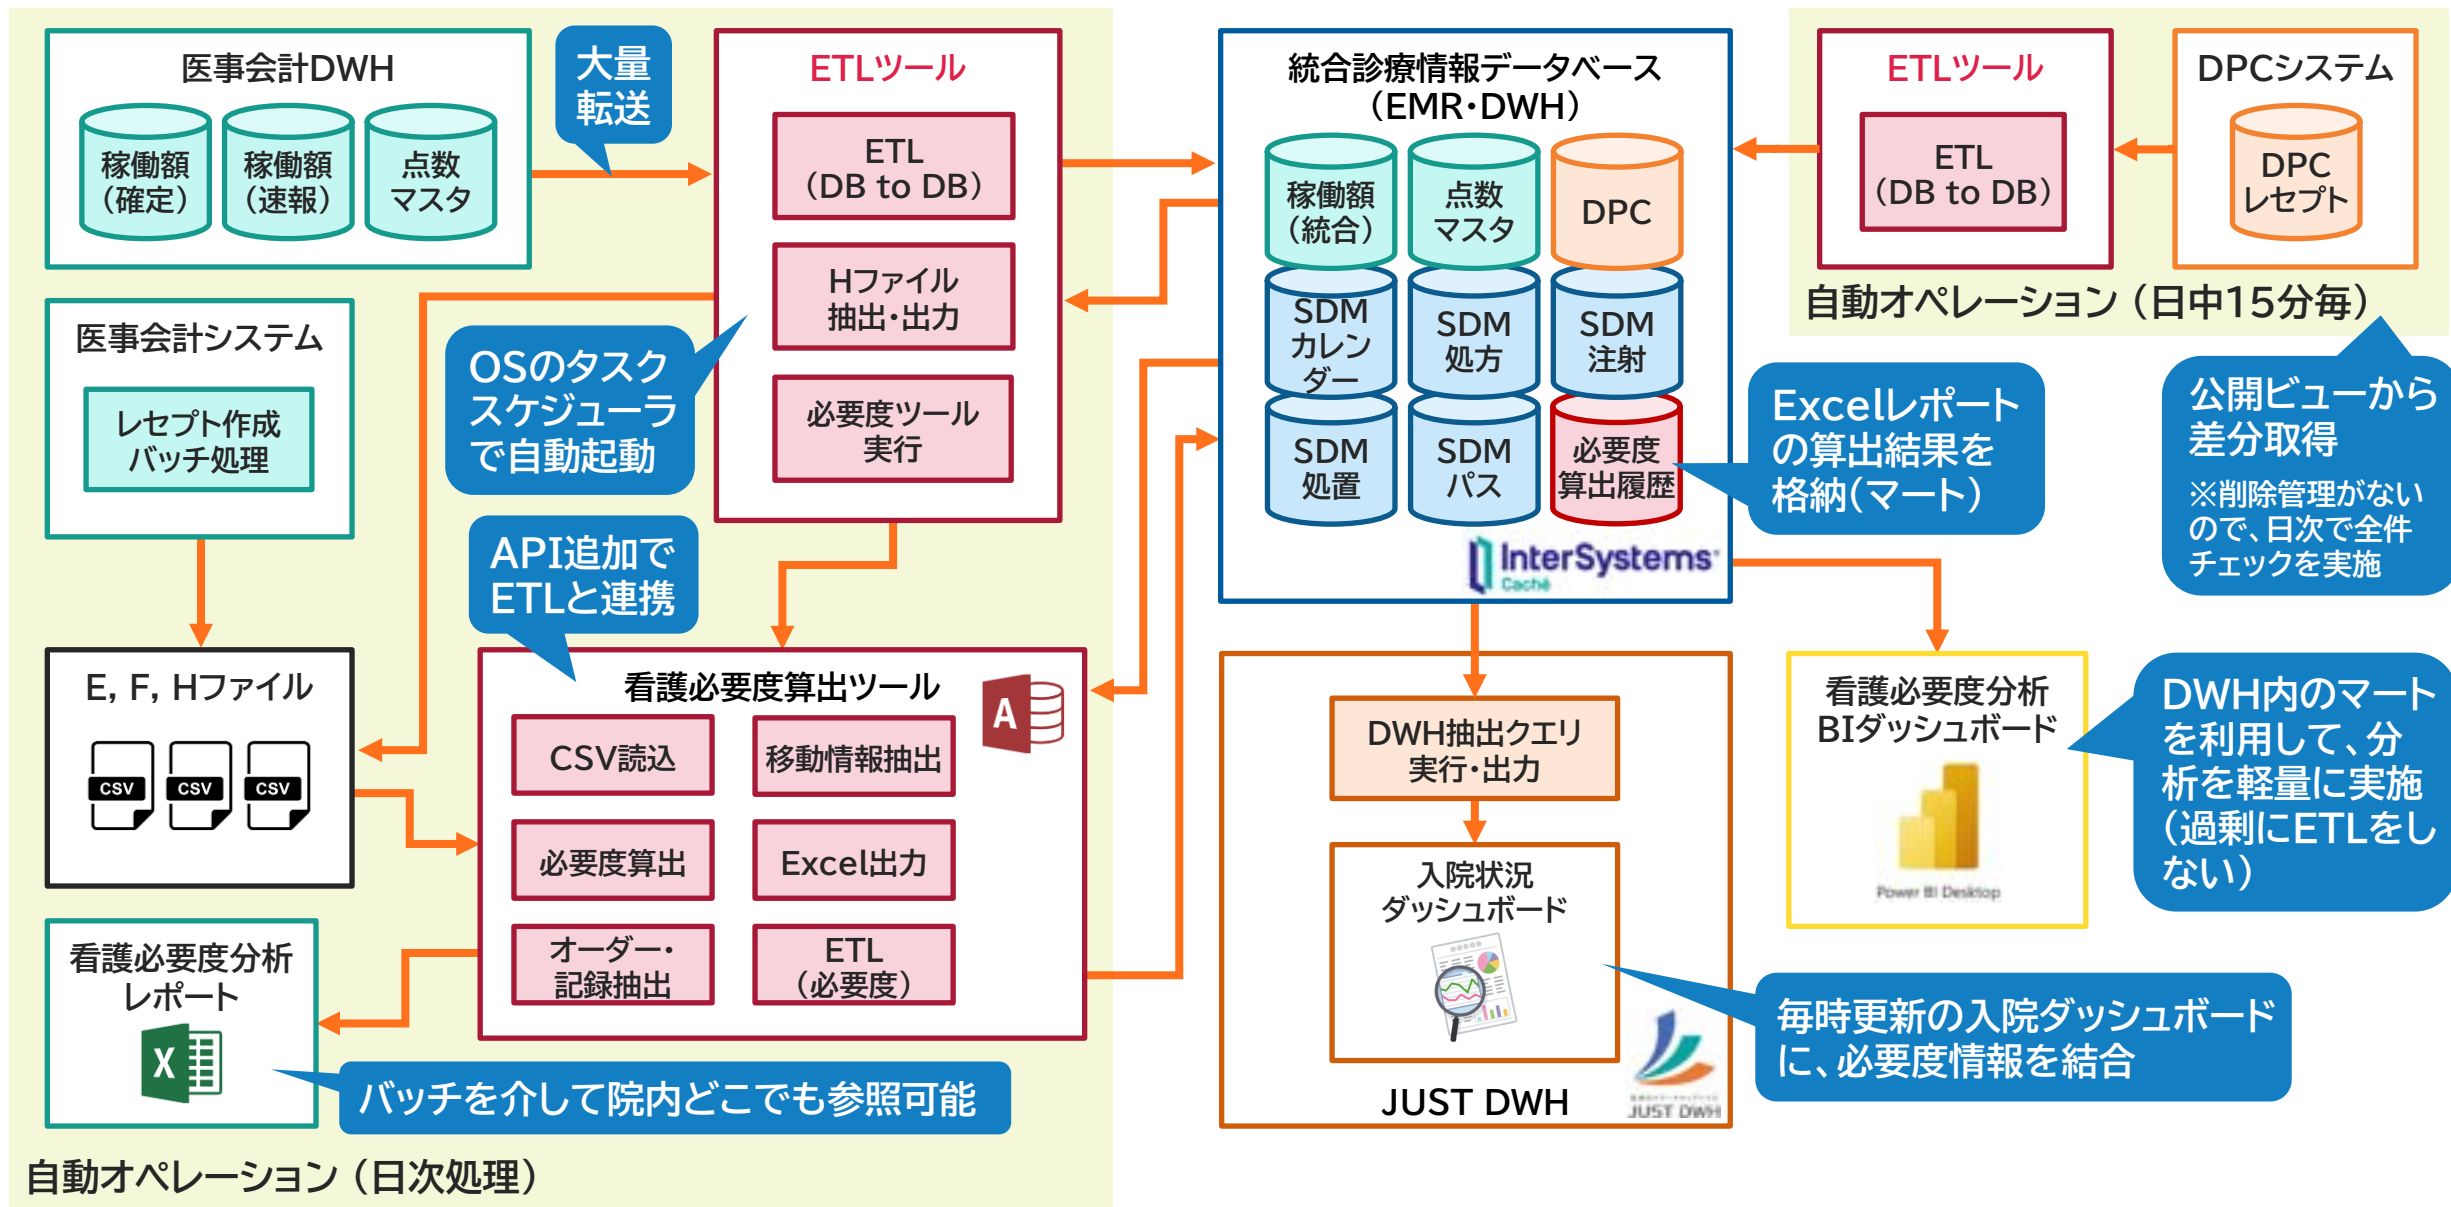 医事会計DWH
稼働額
（確定）
稼働額
（速報）
点数
マスタ
大量
転送
ETLツール
ETL
（DB to DB）
Hファイル
抽出・出力
必要度ツール
実行
統合診療情報データベース
（EMR・DWH）
稼働額
（統合）
点数
マスタ
DPC
SDM
カレン
ダー
SDM
処方
SDM
注射
SDM
処置
SDM
パス
必要度
算出履歴
InterSystems
Caché
ETLツール
ETL
（DB to DB）
DPCシステム
DPC
レセプト
自動オペレーション（日中15分毎）
公開ビューから
差分取得
※削除管理がない
ので、日次で全件
チェックを実施
Excelレポート
の算出結果を
格納（マート）
医事会計システム
レセプト作成
バッチ処理
OSのタスク
スケジューラ
で自動起動
API追加で
ETLと連携
E, F, Hファイル
CSV
CSV
CSV
看護必要度算出ツール
A
CSV読込
移動情報抽出
必要度算出
Excel出力
オーダー・
記録抽出
ETL
（必要度）
看護必要度分析
レポート
X
バッチを介して院内どこでも参照可能
自動オペレーション（日次処理）
DWH抽出クエリ
実行・出力
入院状況
ダッシュボード
JUST DWH
JUST DWH
毎時更新の入院ダッシュボード
に、必要度情報を結合
看護必要度分析
BIダッシュボード
Power BI Desktop
DWH内のマート
を利用して、分
析を軽量に実施
（過剰にETLをし
ない）